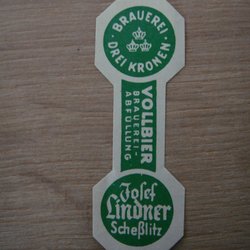 · BRAUEREI ·
DREI KRONEN
VOLLBIER
BRAUEREI-
ABFÜLLUNG
Josef
Lindner
Scheßlitz